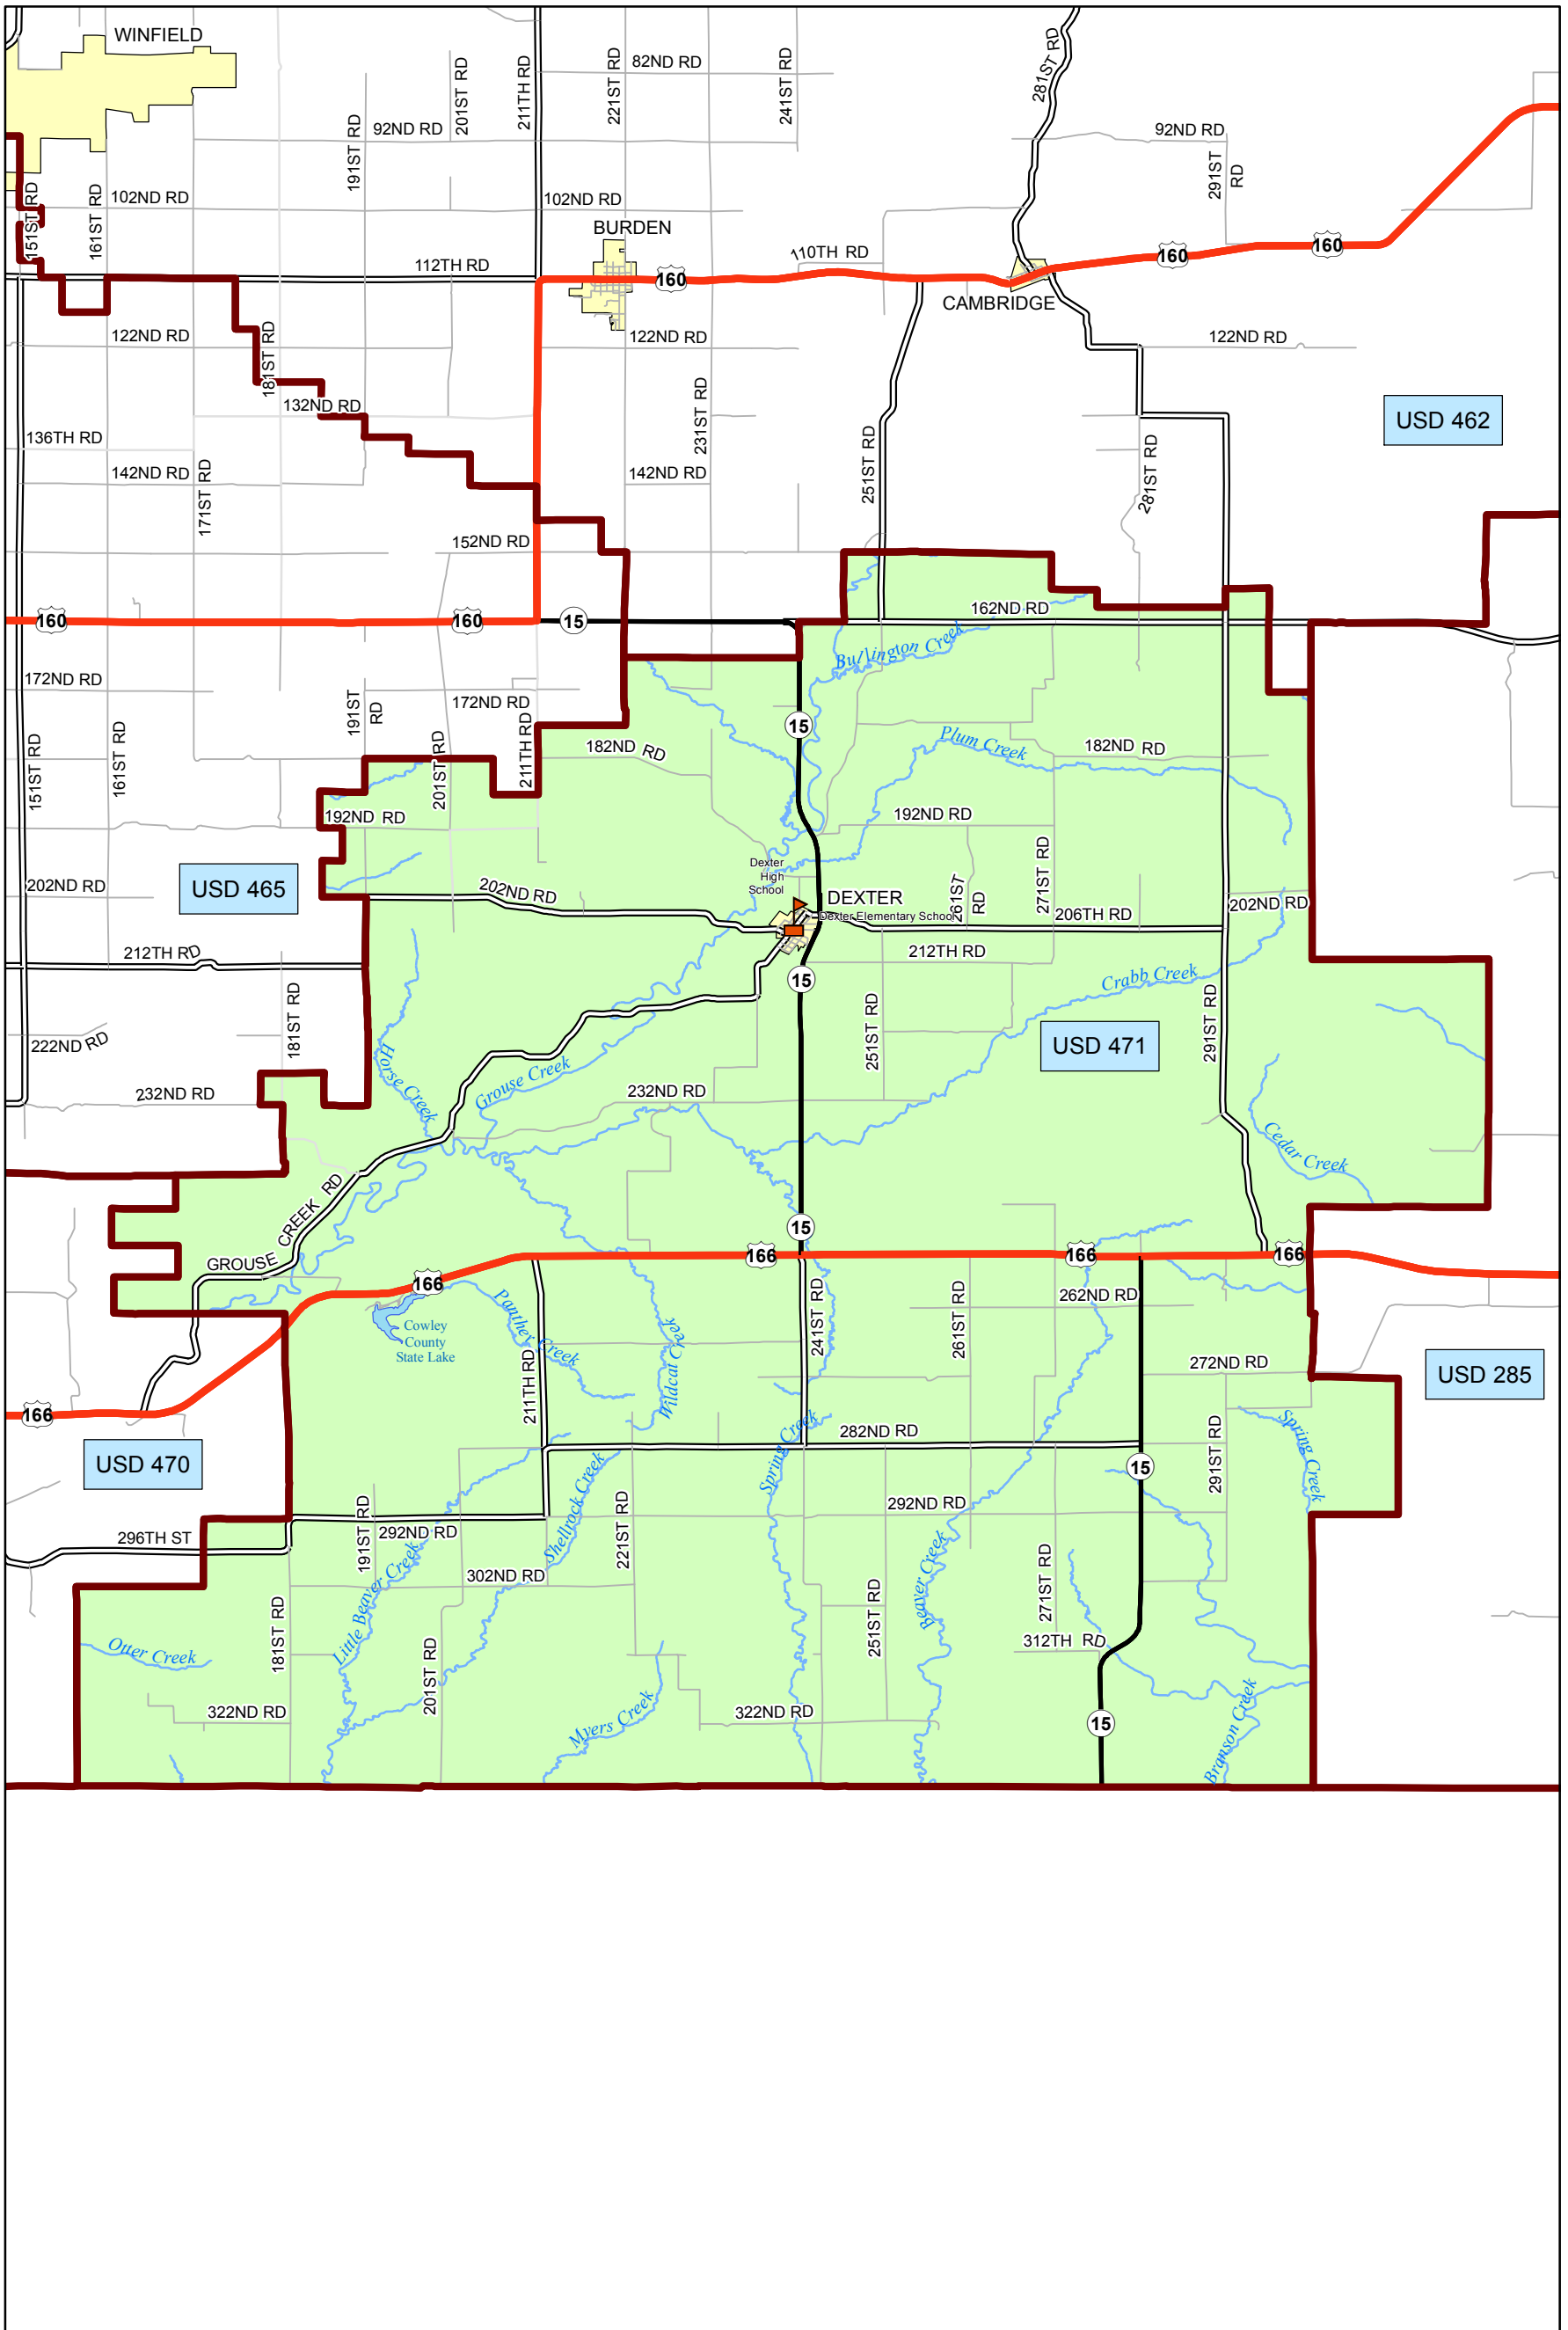 WINFIELD
82ND RD
281ST RD
221ST RD
241ST RD
201ST RD
211TH RD
191ST RD
92ND RD
92ND RD
291ST
RD
102ND RD
102ND RD
151ST RD
161ST RD
BURDEN
112TH RD
110TH RD
160
160
160
CAMBRIDGE
122ND RD
122ND RD
122ND RD
181ST RD
132ND RD
231ST RD
USD 462
136TH RD
142ND RD
142ND RD
171ST RD
251ST RD
281ST RD
152ND RD
162ND RD
160
160
15
Burlington Creek
172ND RD
172ND RD
191ST
RD
211TH RD
15
Plum Creek
151ST RD
161ST RD
201ST RD
182ND RD
182ND RD
192ND RD
192ND RD
Dexter
High
School
271ST RD
261ST
RD
USD 465
202ND RD
202ND RD
DEXTER
Dexter Elementary School
202ND RD
206TH RD
212TH RD
212TH RD
15
Crabb Creek
181ST RD
251ST RD
291ST RD
222ND RD
USD 471
Horse Creek
Grouse Creek
232ND RD
232ND RD
Cedar Creek
GROUSE CREEK RD
15
166
166
166
166
Cowley
County
State Lake
Panther Creek
Wildcat Creek
211TH RD
241ST RD
261ST RD
262ND RD
272ND RD
USD 285
166
USD 470
282ND RD
Spring Creek
Spring Creek
15
291ST RD
292ND RD
292ND RD
191ST RD
Shellrock Creek
221ST RD
296TH ST
302ND RD
Little Beaver Creek
Beaver Creek
271ST RD
181ST RD
201ST RD
251ST RD
312TH RD
Otter Creek
322ND RD
322ND RD
Myers Creek
15
Branson Creek